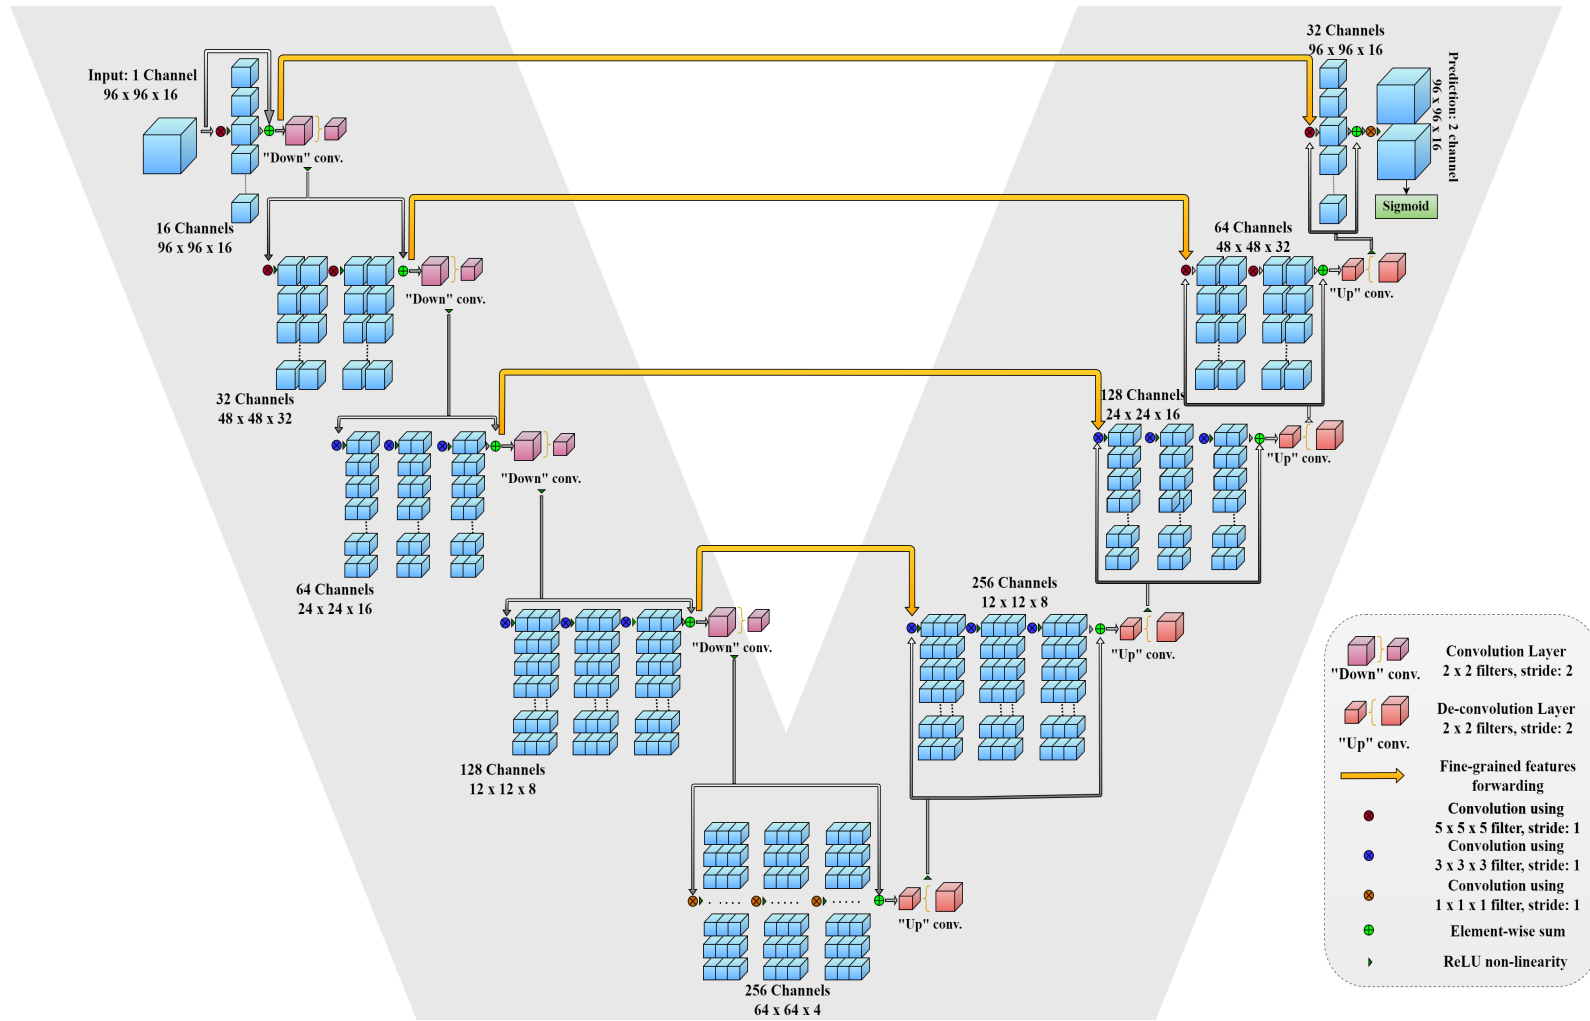 Input: 1 Channel
96 x 96 x 16
"Down" conv.
16 Channels
96 x 96 x 16
"Down" conv.
32 Channels
48 x 48 x 32
"Down" conv.
64 Channels
24 x 24 x 16
"Down" conv.
128 Channels
12 x 12 x 8
256 Channels
64 x 64 x 4
"Up" conv.
256 Channels
12 x 12 x 8
"Up" conv.
128 Channels
24 x 24 x 16
"Up" conv.
64 Channels
48 x 48 x 32
"Up" conv.
32 Channels
96 x 96 x 16
Prediction: 2 channel
96 x 96 x 16
Sigmoid
"Down" conv.
Convolution Layer
2 x 2 filters, stride: 2
"Up" conv.
De-convolution Layer
2 x 2 filters, stride: 2
Fine-grained features
forwarding
Convolution using
5 x 5 x 5 filter, stride: 1
Convolution using
3 x 3 x 3 filter, stride: 1
Convolution using
1 x 1 x 1 filter, stride: 1
Element-wise sum
ReLU non-linearity